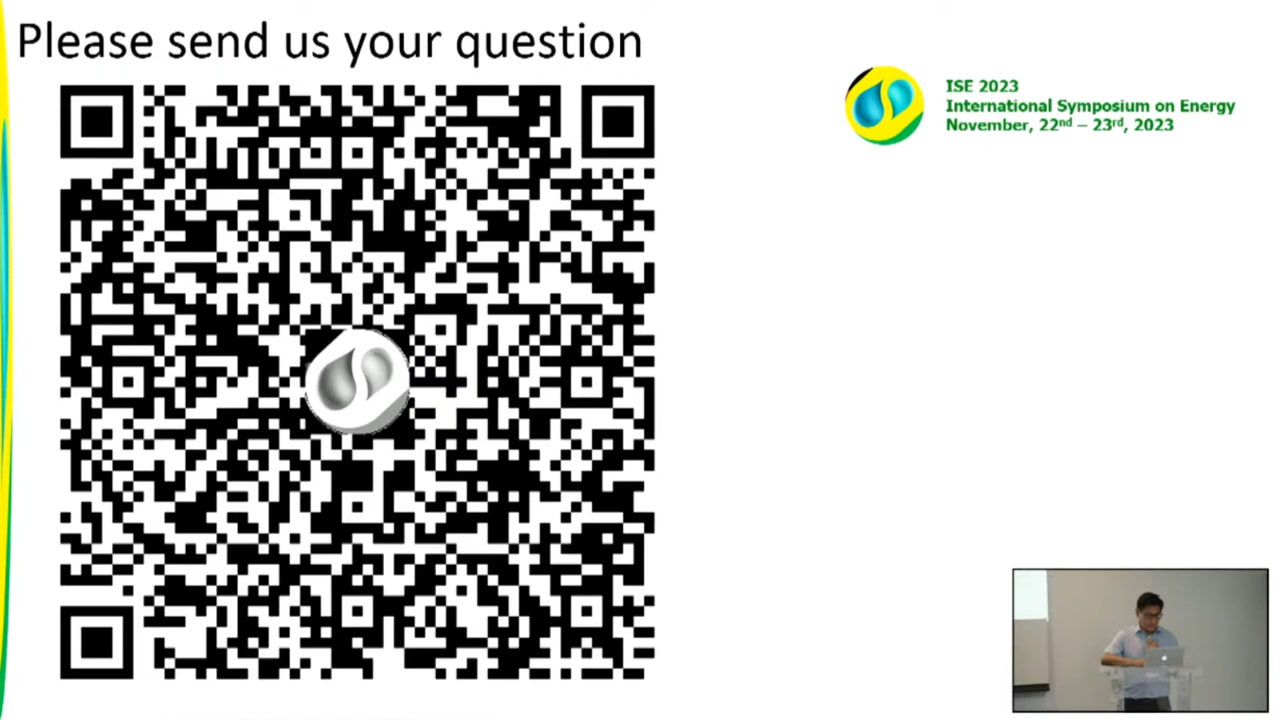 Please send us your question
ISE 2023
International Symposium on Energy
November, 22nd – 23rd, 2023